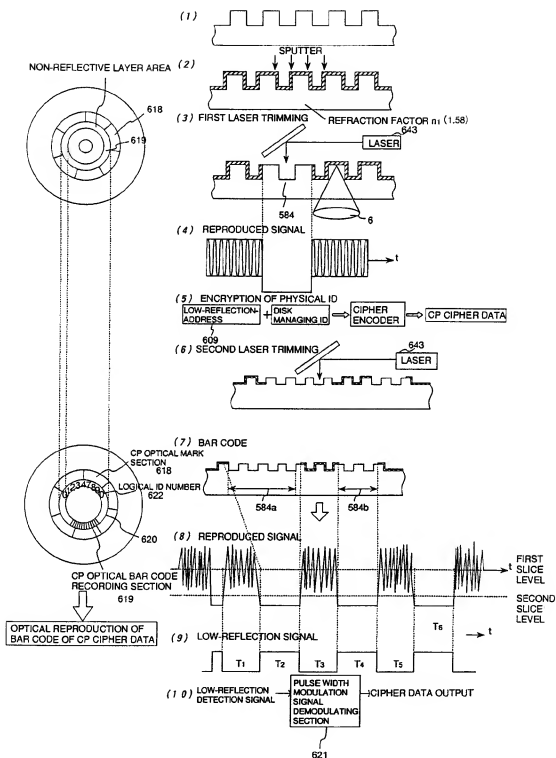 (1)
SPUTTER
(2)
NON-REFLECTIVE LAYER AREA
618
619
REFRACTION FACTOR n1 (1.58)
(3) FIRST LASER TRIMMING
643
LASER
584
6
(4) REPRODUCED SIGNAL
t
(5) ENCRYPTION OF PHYSICAL ID
LOW-REFLECTION-
ADDRESS
+
DISK
MANAGING ID
CIPHER
ENCODER
CP CIPHER DATA
609
(6) SECOND LASER TRIMMING
643
LASER
(7) BAR CODE
CP OPTICAL MARK
SECTION
618
LOGICAL ID NUMBER
622
620
584a
584b
(8) REPRODUCED SIGNAL
t
FIRST
SLICE
LEVEL
SECOND
SLICE
LEVEL
CP OPTICAL BAR CODE
RECORDING SECTION
619
OPTICAL REPRODUCTION OF
BAR CODE OF CP CIPHER DATA
(9) LOW-REFLECTION SIGNAL
T6
t
T1
T2
T3
T4
T5
(10) LOW-REFLECTION
DETECTION SIGNAL
PULSE WIDTH
MODULATION
SIGNAL
DEMODULATING
SECTION
CIPHER DATA OUTPUT
621